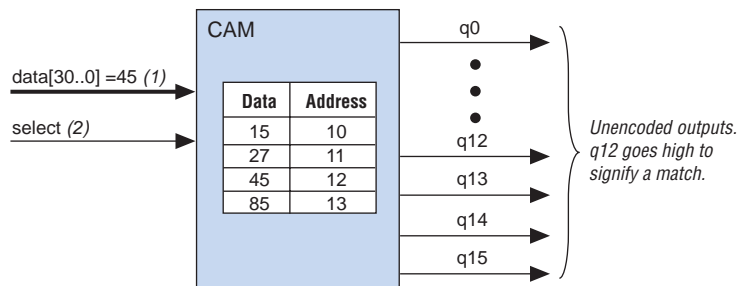 CAM
q0
data[30..0] =45 (1)
select (2)
Data Address
15 10
27 11
45 12
85 13
q12
q13
q14
q15
Unencoded outputs.
q12 goes high to
signify a match.